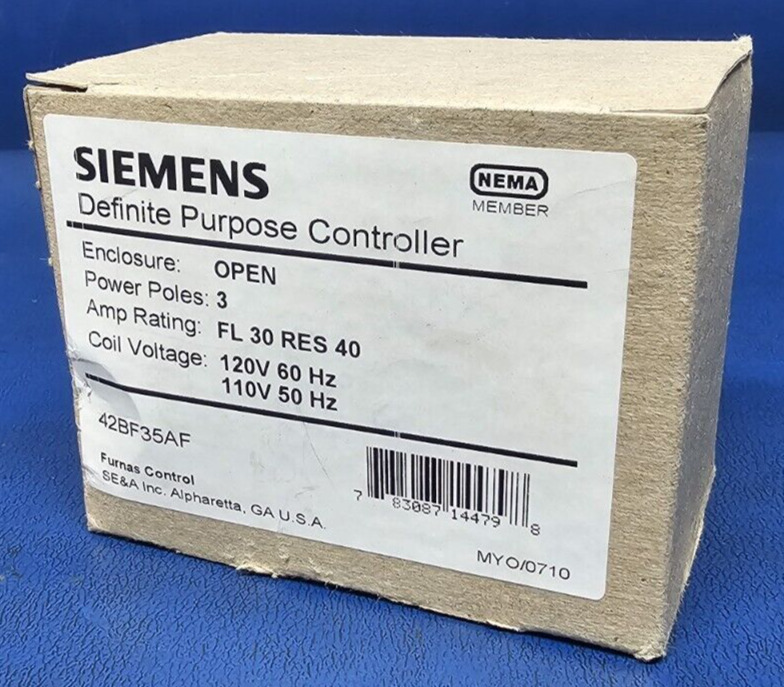 SIEMENS
NEMA
MEMBER
Definite Purpose Controller
Enclosure: OPEN
Power Poles: 3
Amp Rating: FL 30 RES 40
Coil Voltage: 120V 60 Hz
110V 50 Hz
42BF35AF
Furnas Control
SE&A Inc. Alpharetta, GA U.S.A.
7 83087 14479 8
MYO/0710